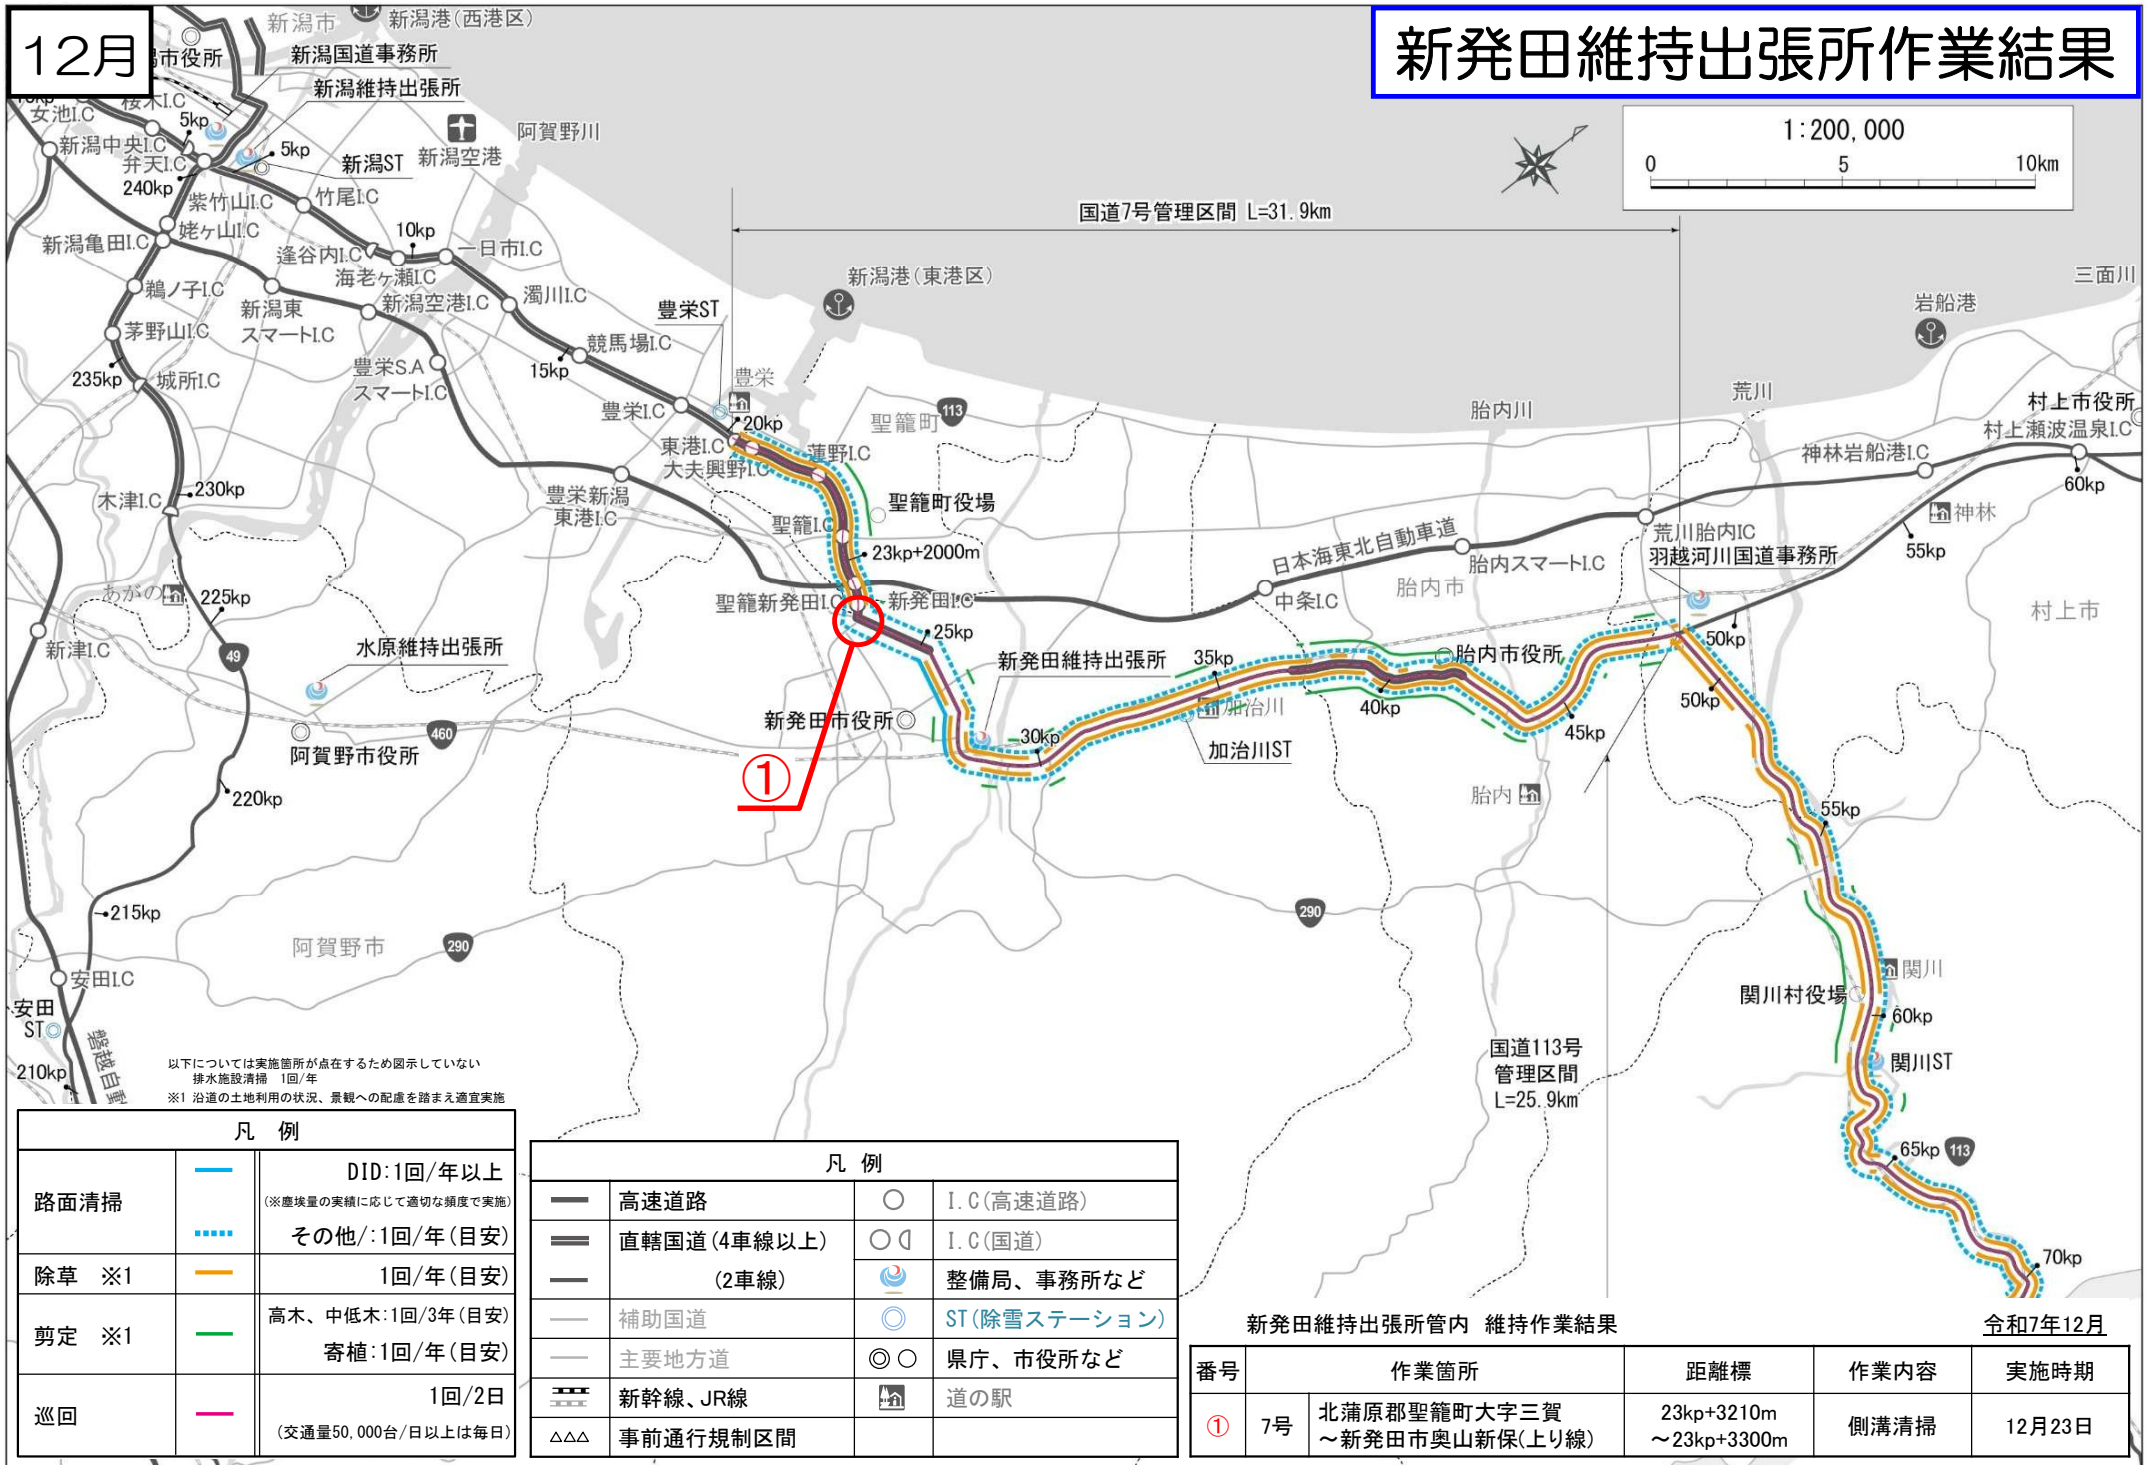 12月
新発田維持出張所作業結果
新潟市
新潟港(西港区)
市役所
新潟国道事務所
新潟維持出張所
桜木I.C
女池I.C
5kp
新潟中央I.C
弁天I.C
5kp
新潟ST
新潟空港
阿賀野川
240kp
紫竹山I.C
竹尾I.C
姥ヶ山I.C
新潟亀田I.C
10kp
逢谷内I.C
一日市I.C
海老ヶ瀬I.C
鵜ノ子I.C
新潟東
スマートI.C
新潟空港I.C
濁川I.C
茅野山I.C
競馬場I.C
235kp
城所I.C
豊栄S.A
スマートI.C
15kp
豊栄I.C
豊栄ST
豊栄
20kp
新潟港(東港区)
国道7号管理区間 L=31.9km
1:200,000
0
5
10km
三面川
岩船港
荒川
胎内川
村上市役所
村上瀬波温泉I.C
神林岩船港I.C
60kp
神林
55kp
聖籠町
113
東港I.C
蓮野I.C
大夫興野I.C
木津I.C
230kp
豊栄新潟
東港I.C
聖籠I.C
聖籠町役場
23kp+2000m
日本海東北自動車道
胎内スマートI.C
荒川胎内IC
羽越河川国道事務所
あがの
225kp
聖籠新発田I.C
新発田I.C
中条I.C
胎内市
村上市
新津I.C
49
水原維持出張所
25kp
新発田維持出張所
35kp
胎内市役所
50kp
50kp
新発田市役所
加治川
40kp
45kp
460
阿賀野市役所
30kp
加治川ST
①
胎内
220kp
55kp
215kp
阿賀野市
290
290
安田I.C
関川
関川村役場
60kp
安田
ST
磐越自動
210kp
国道113号
管理区間
L=25.9km
関川ST
65kp
113
70kp
以下については実施箇所が点在するため図示していない
排水施設清掃 1回/年
※1 沿道の土地利用の状況、景観への配慮を踏まえ適宜実施
凡 例
路面清掃
DID:1回/年以上
(※塵埃量の実績に応じて適切な頻度で実施)
その他/:1回/年(目安)
除草 ※1
1回/年(目安)
剪定 ※1
高木、中低木:1回/3年(目安)
寄植:1回/年(目安)
巡回
1回/2日
(交通量50,000台/日以上は毎日)
凡 例
高速道路
I.C(高速道路)
直轄国道(4車線以上)
I.C(国道)
(2車線)
整備局、事務所など
補助国道
ST(除雪ステーション)
主要地方道
県庁、市役所など
新幹線、JR線
道の駅
事前通行規制区間
新発田維持出張所管内 維持作業結果
令和7年12月
番号
作業箇所
距離標
作業内容
実施時期
①
7号
北蒲原郡聖籠町大字三賀
～新発田市奥山新保(上り線)
23kp+3210m
～23kp+3300m
側溝清掃
12月23日